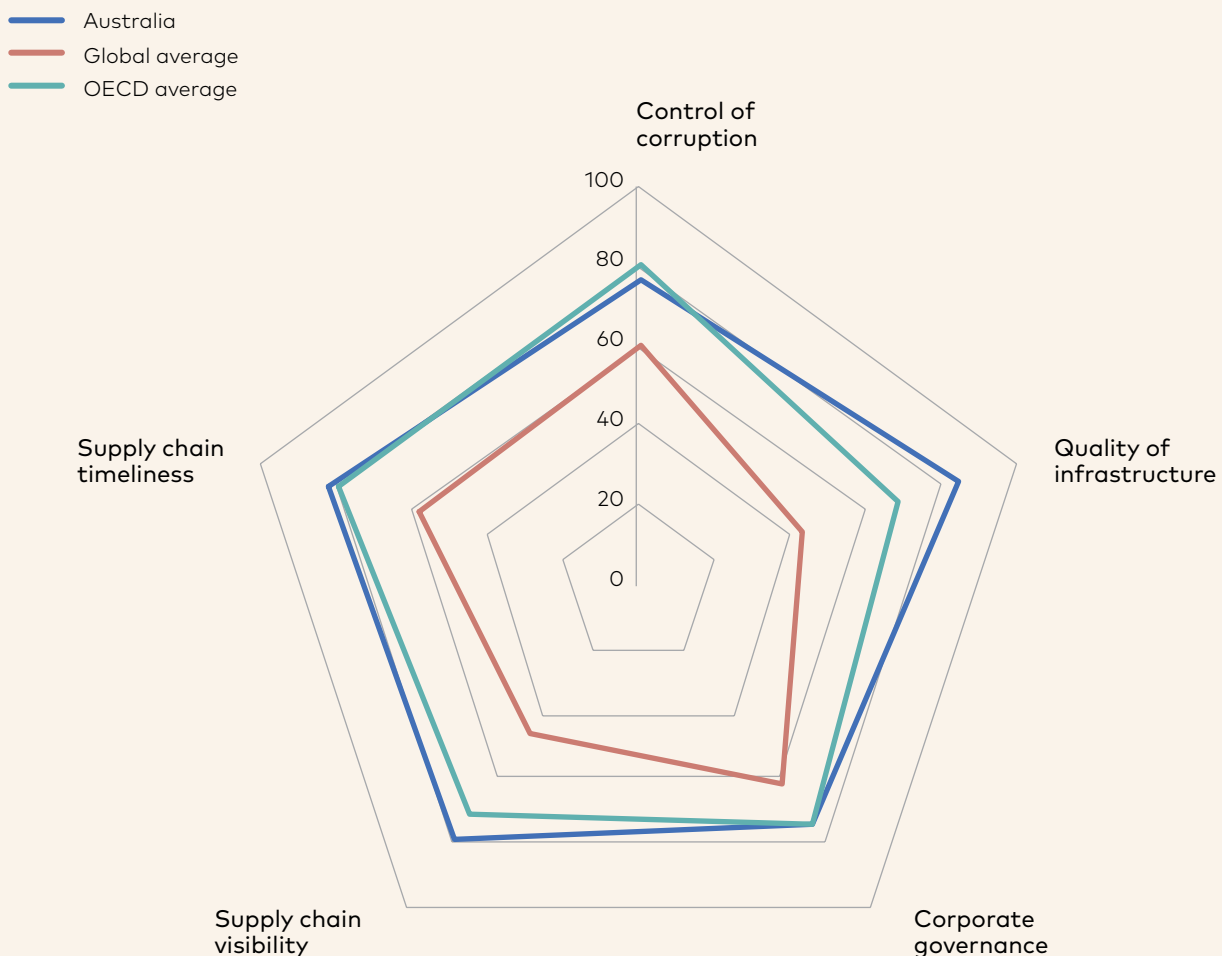 Australia
Global average
OECD average
Control of
corruption
100
80
60
40
20
0
Supply chain
timeliness
Quality of
infrastructure
Supply chain
visibility
Corporate
governance